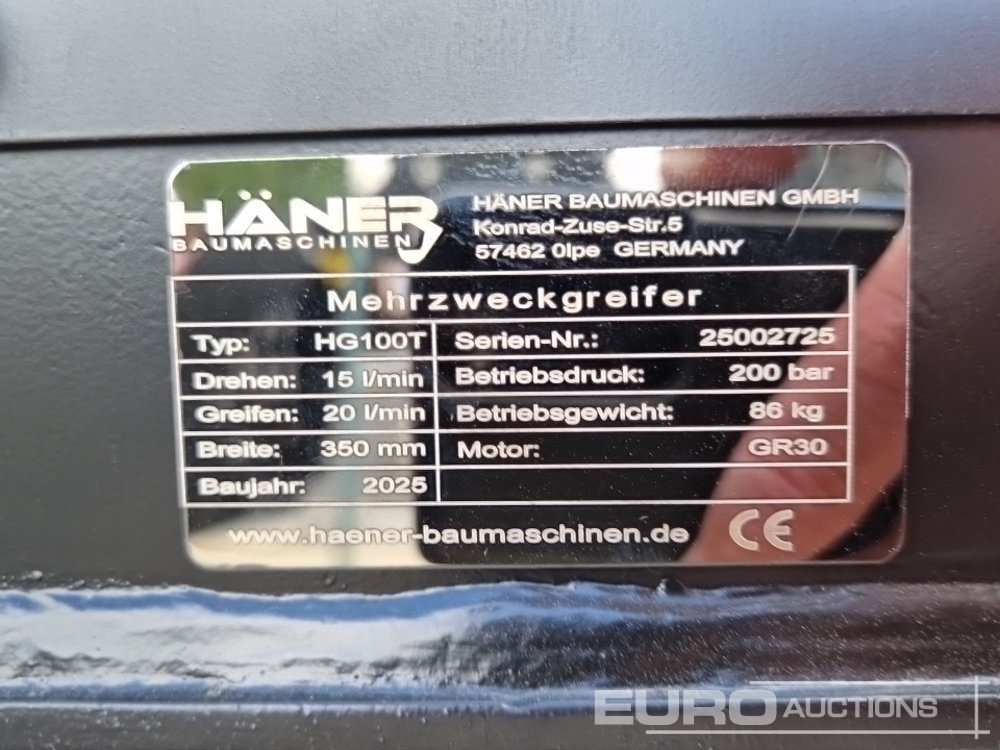 HÄNER
BAUMASCHINEN
HÄNER BAUMASCHINEN GMBH
Konrad-Zuse-Str.5
57462 Olpe GERMANY
Mehrzweckgreifer
Typ: HG100T Serien-Nr.: 25002725
Drehen: 15 l/min Betriebsdruck: 200 bar
Greifen: 20 l/min Betriebsgewicht: 86 kg
Breite: 350 mm Motor: GR30
Baujahr: 2025
www.haener-baumaschinen.de CE
EURO AUCTIONS